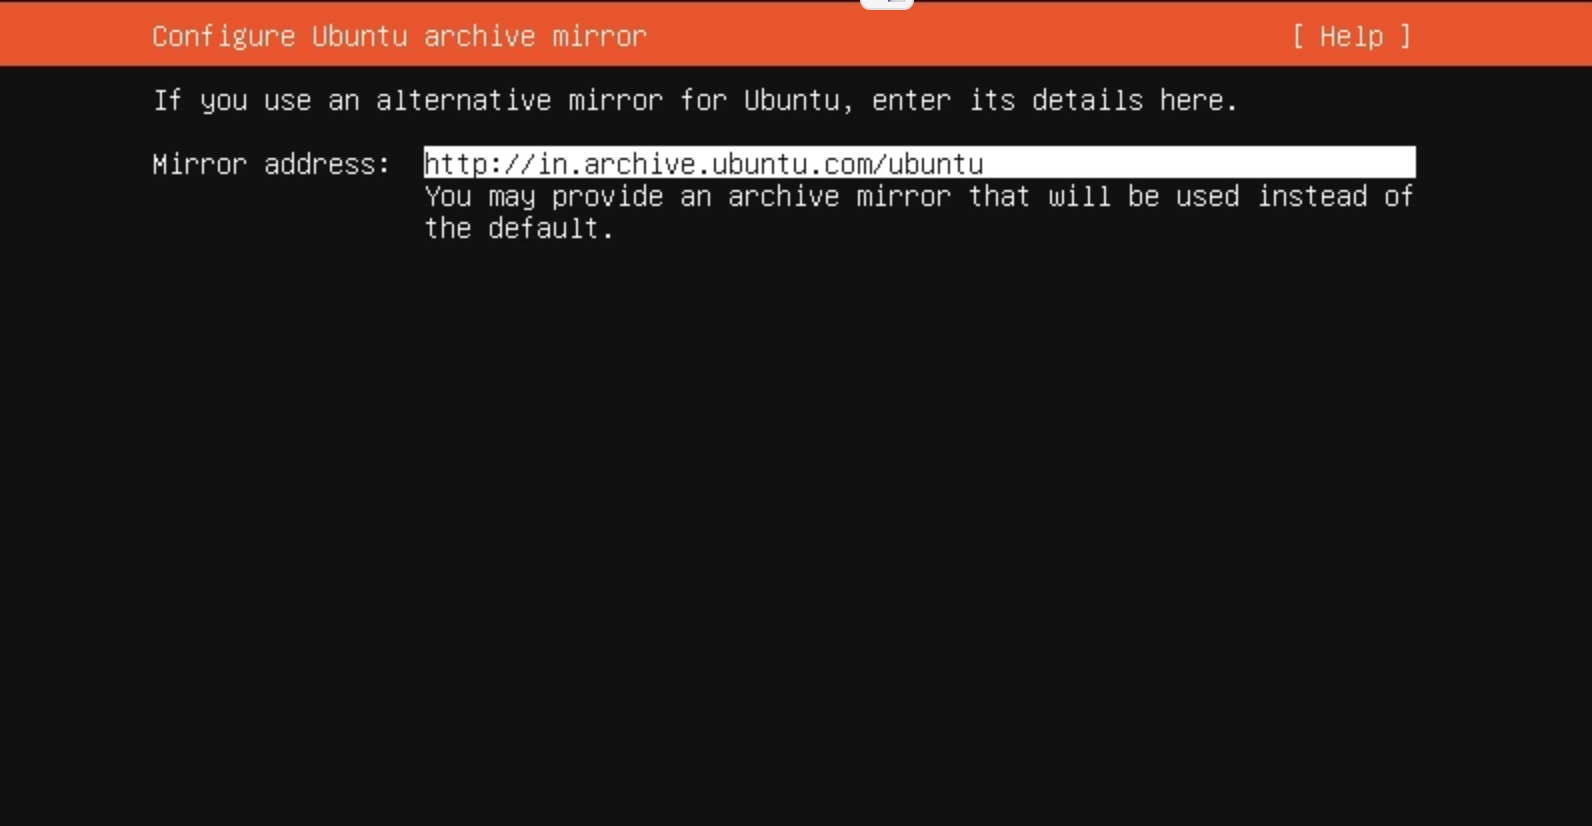 Configure Ubuntu archive mirror [ Help ]
If you use an alternative mirror for Ubuntu, enter its details here.
Mirror address: http://in.archive.ubuntu.com/ubuntu
You may provide an archive mirror that will be used instead of
the default.